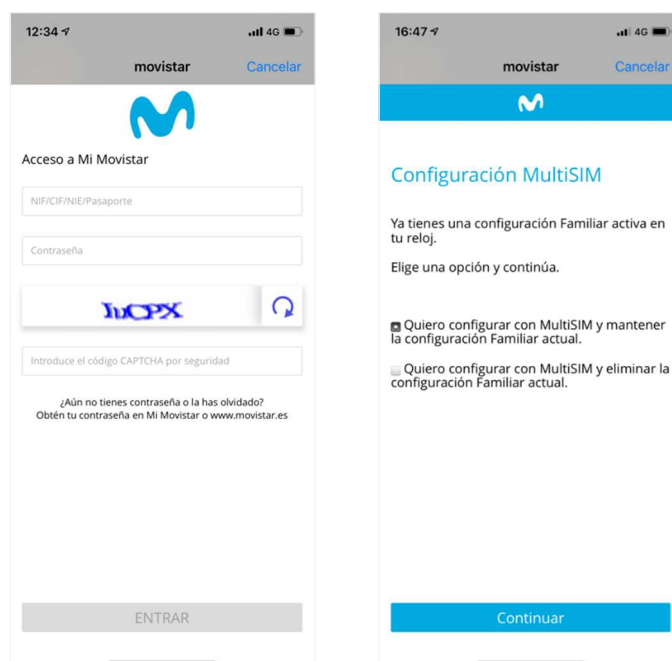 12:34
4G
movistar
Cancelar
Acceso a Mi Movistar
NIF/CIF/NIE/Pasaporte
Contraseña
IuCPX
Introduce el código CAPTCHA por seguridad
¿Aún no tienes contraseña o la has olvidado?
Obtén tu contraseña en Mi Movistar o www.movistar.es
ENTRAR
16:47
4G
movistar
Cancelar
Configuración MultiSIM
Ya tienes una configuración Familiar activa en
tu reloj.
Elige una opción y continúa.
Quiero configurar con MultiSIM y mantener
la configuración Familiar actual.
Quiero configurar con MultiSIM y eliminar la
configuración Familiar actual.
Continuar